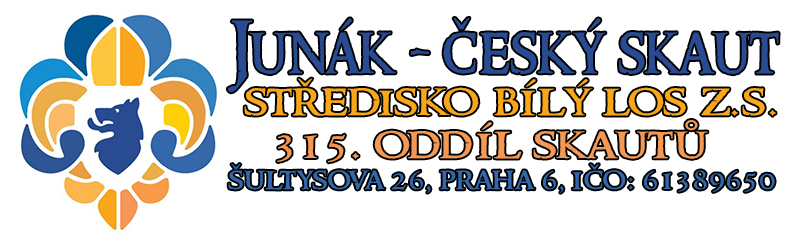 JUNÁK - ČESKÝ SKAUT
STŘEDISKO BÍLÝ LOS Z.S.
315. ODDÍL SKAUTŮ
ŠULTYSOVA 26, PRAHA 6, IČO: 61389650